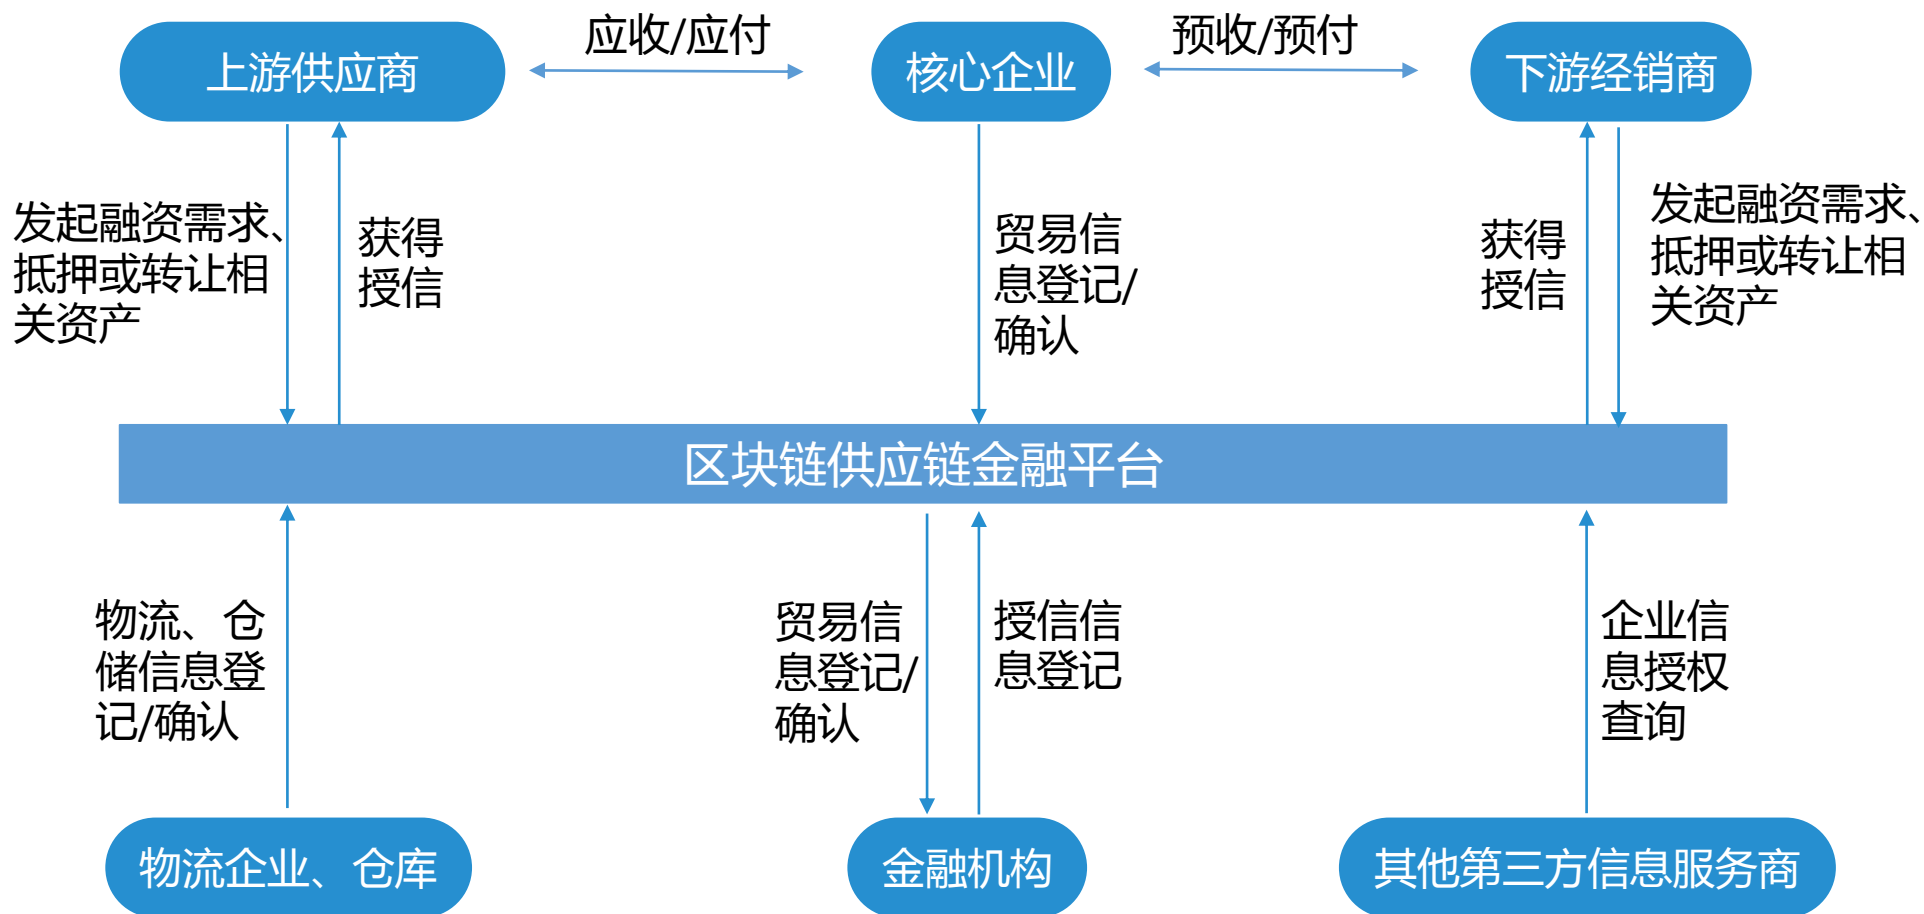 应收/应付
预收/预付
上游供应商
核心企业
下游经销商
发起融资需求、
抵押或转让相
关资产
获得
授信
贸易信
息登记/
确认
获得
授信
发起融资需求、
抵押或转让相
关资产
区块链供应链金融平台
物流、仓
储信息登
记/确认
贸易信
息登记/
确认
授信信
息登记
企业信
息授权
查询
物流企业、仓库
金融机构
其他第三方信息服务商